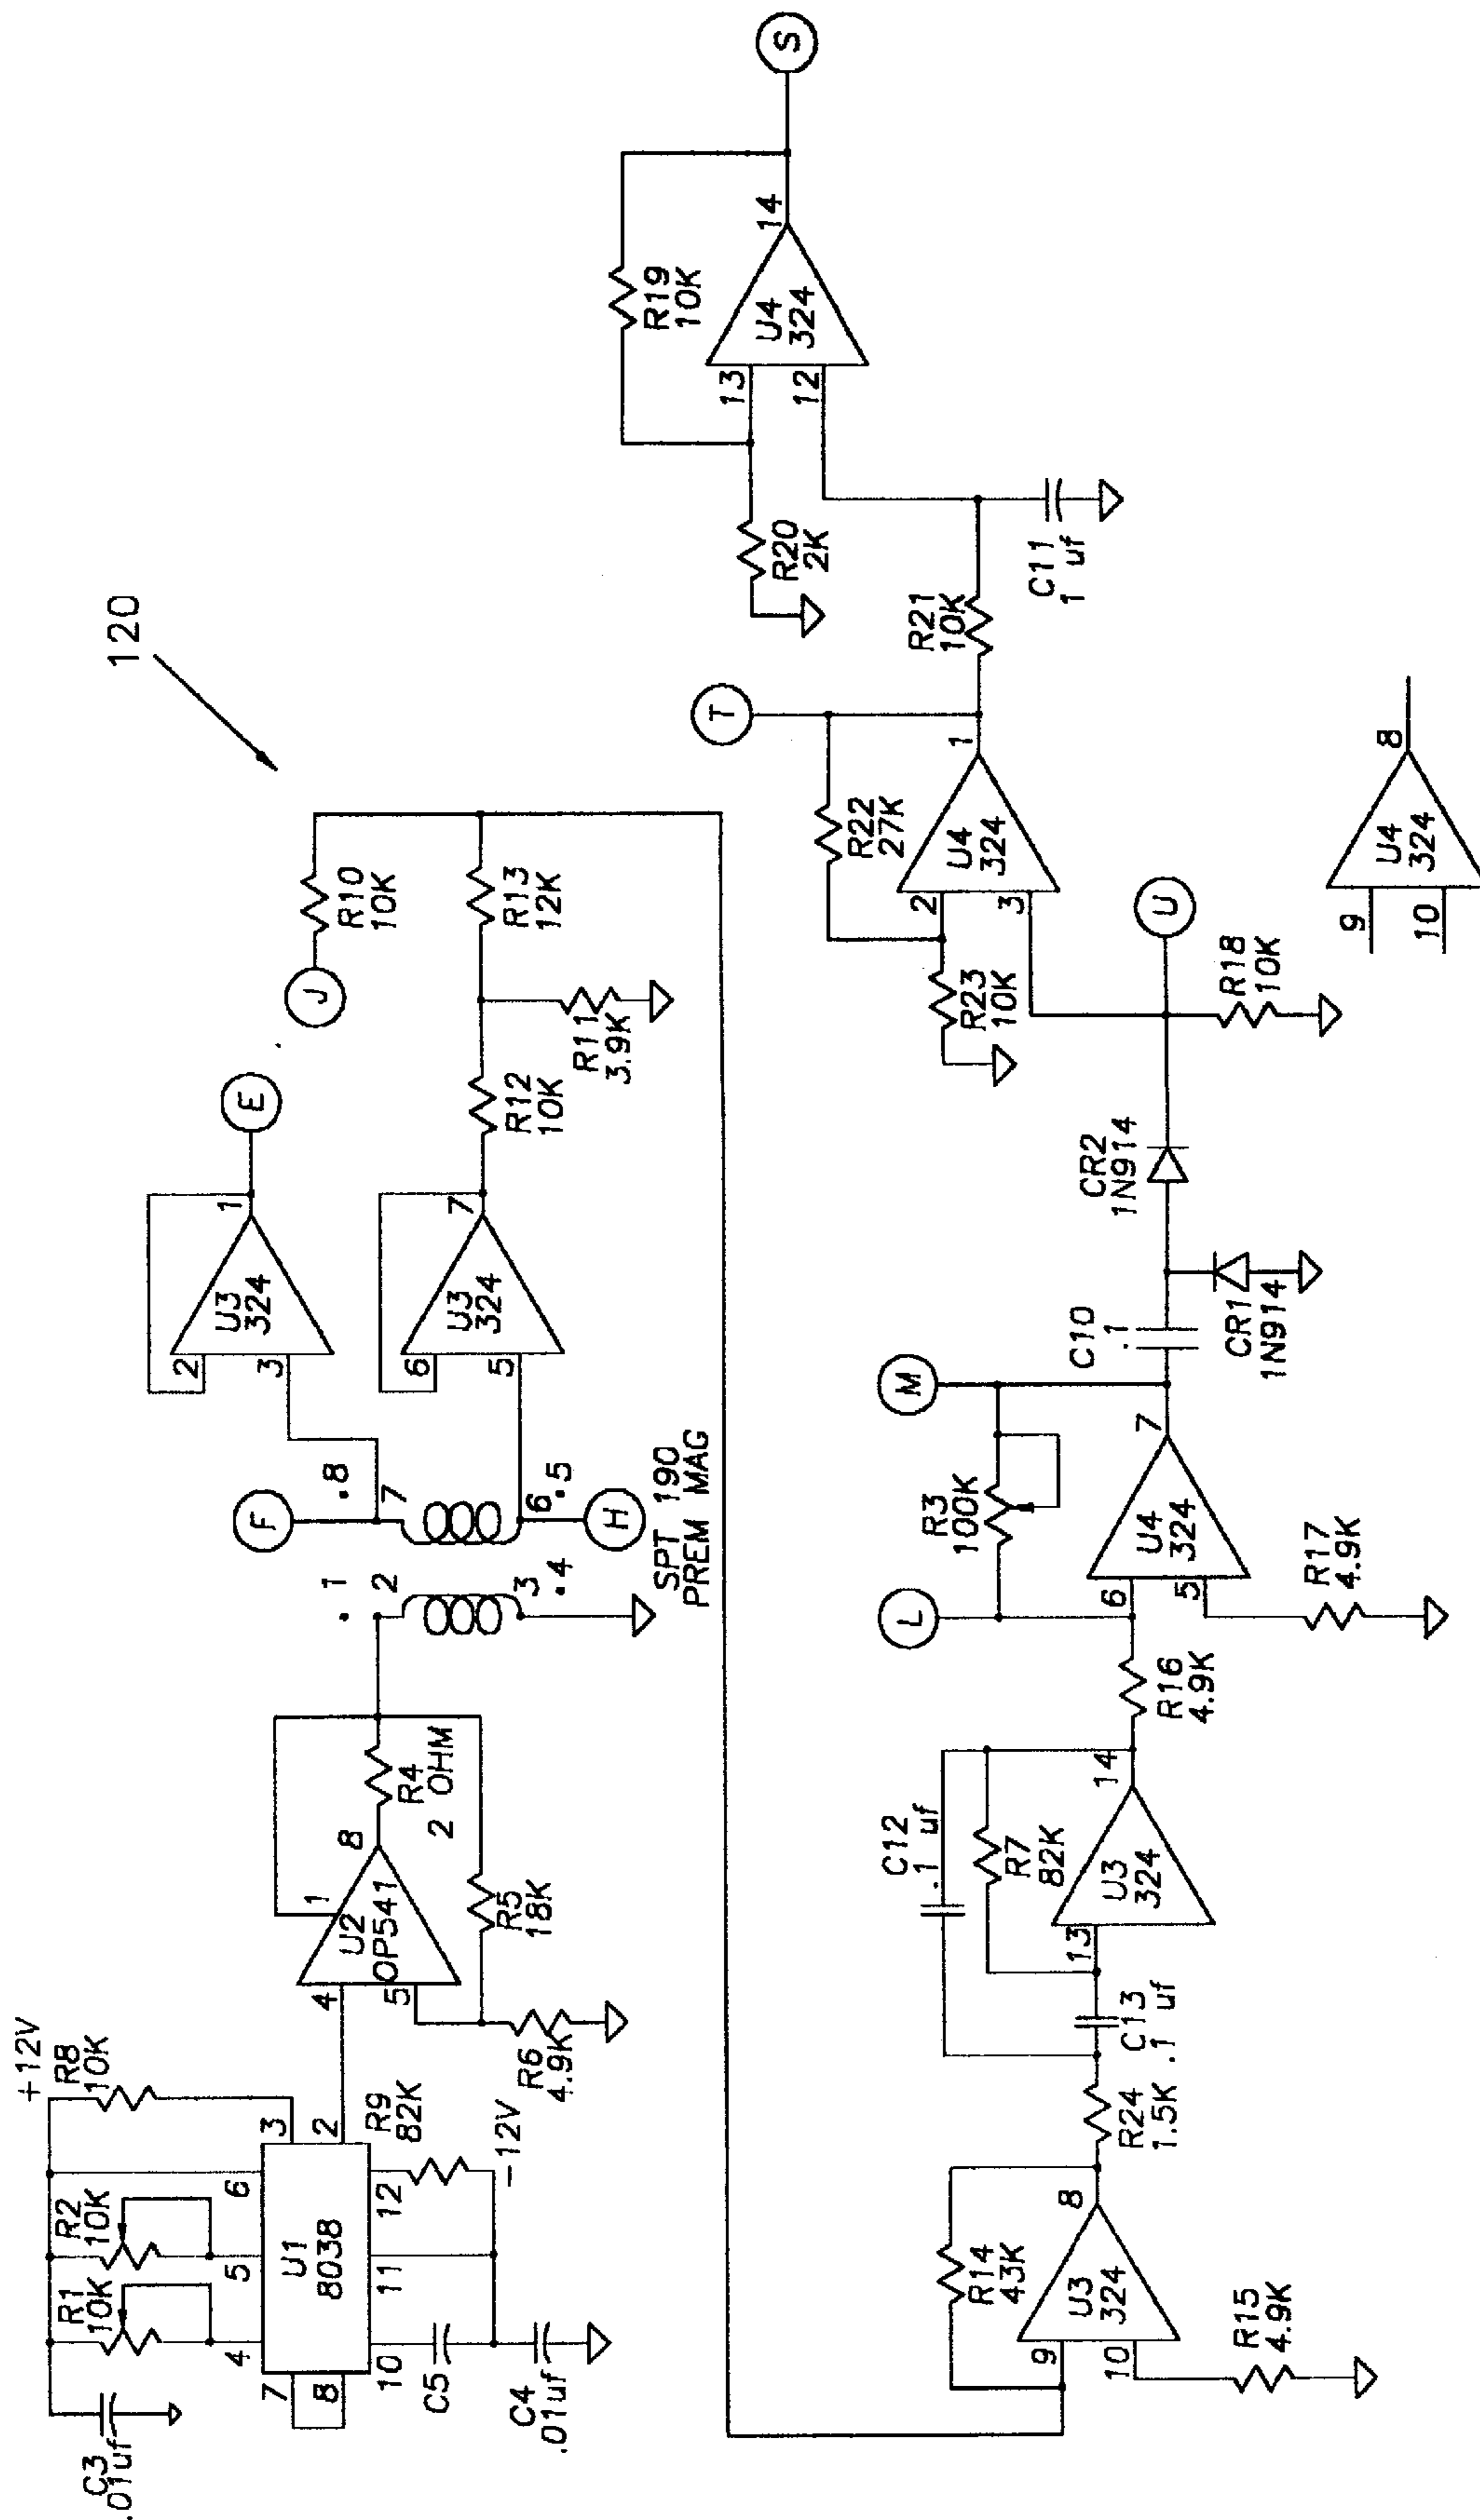 120
+12V
C3
.01uf
R1
10K
R2
10K
R8
10K
4
5
6
3
7
8
U1
8038
2
10
11
12
R9
82K
C5
C4
.01uf
-12V
4
5
U2
OP541
1
8
R4
2 OHM
R5
18K
R6
4.9K
.1
2
3
.4
F
.8
7
6
.5
H
SPT 190
PREM MAG
2
3
U3
324
1
E
6
5
U3
324
7
R12
10K
R11
3.9K
J
R10
10K
R13
12K
9
10
U3
324
8
R14
43K
R15
4.9K
R24
1.5K
C13
.1 uf
C12
.1 uf
R7
82K
13
U3
324
14
R16
4.9K
L
R3
100K
M
6
5
U4
324
7
R17
4.9K
C10
.1
CR1
1N914
CR2
1N914
U
R18
10K
R23
10K
2
3
U4
324
1
R22
27K
T
R21
10K
C11
1 uf
R20
2K
13
12
U4
324
14
R19
10K
S
9
10
U4
324
8